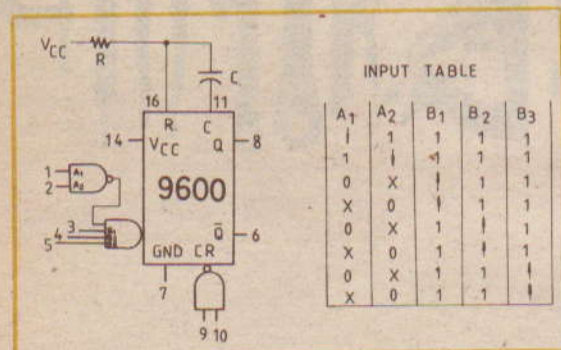 VCC
R
C
16
11
R
C
14
VCC
Q
8
1
A1
2
A2
9600
3
4
5
Q̄
6
GND
CR
7
9 10
INPUT TABLE
A1 A2 B1 B2 B3
1 1 1 1
1 1 1 1
0 X 1 1
X 0 1 1
0 X 1 1
X 0 1 1
0 X 1 1
X 0 1 1